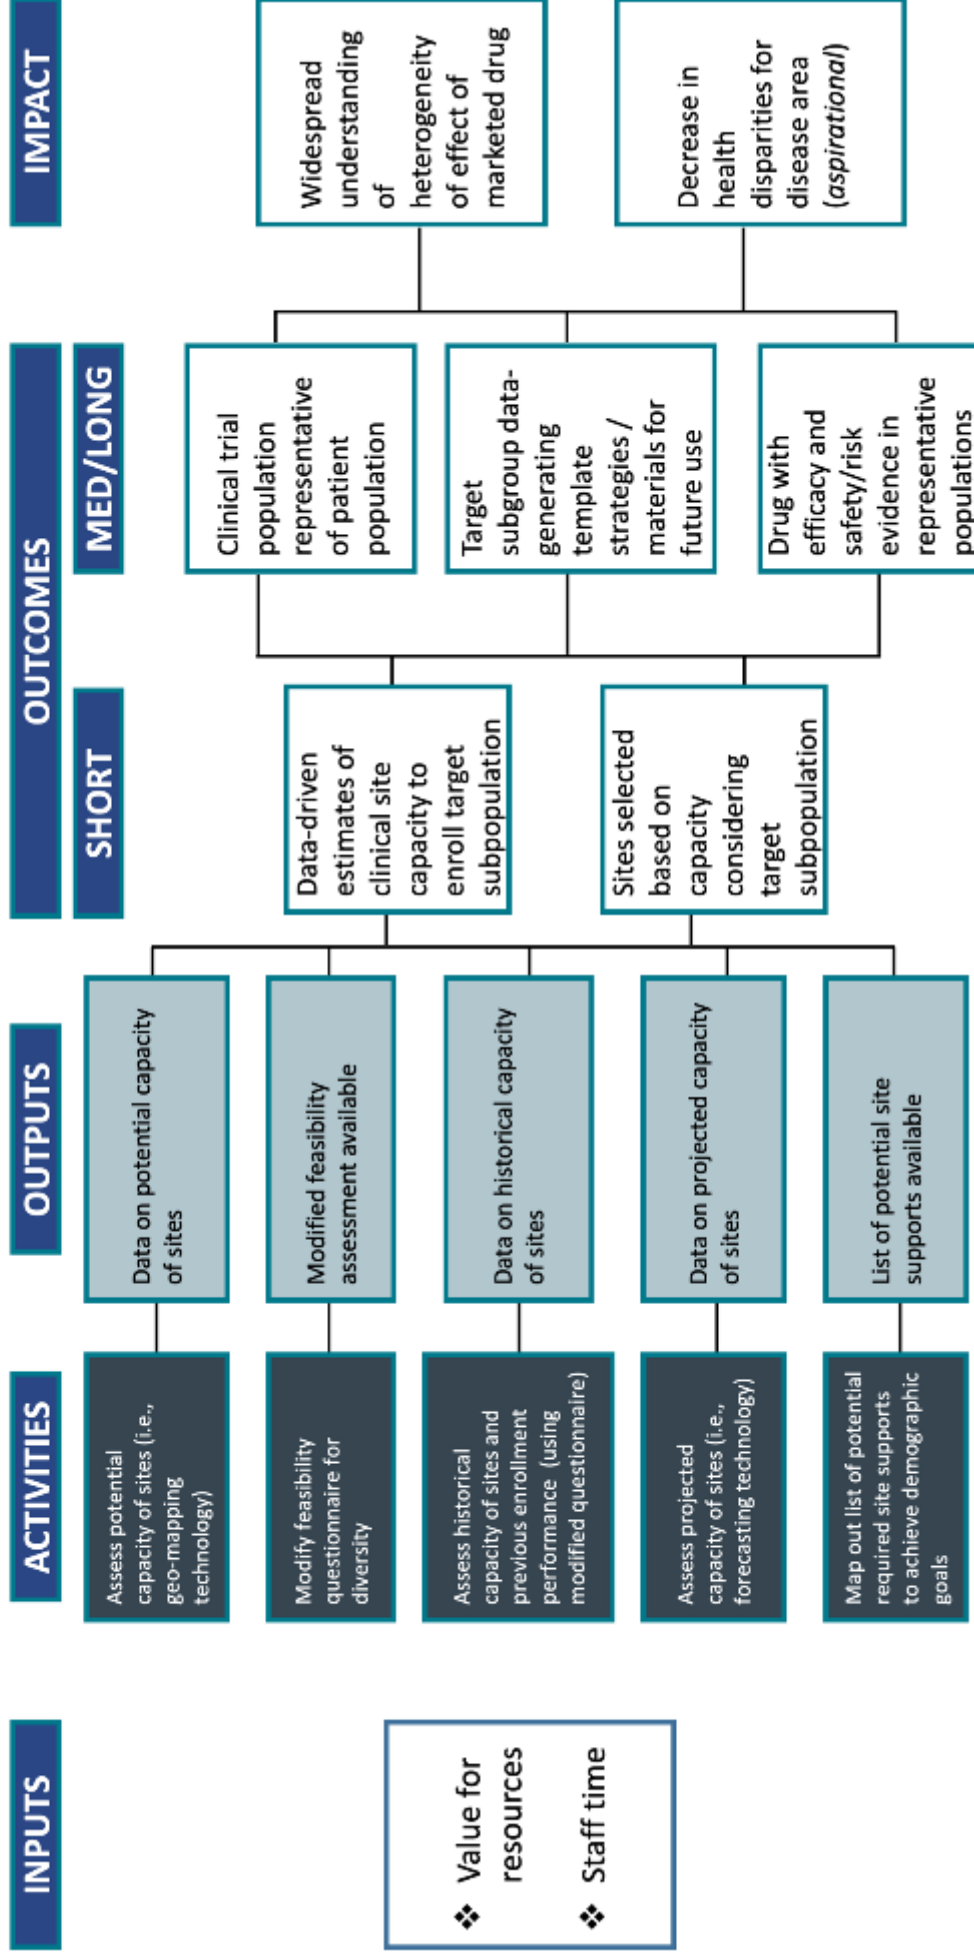 INPUTS
ACTIVITIES
OUTPUTS
OUTCOMES
IMPACT
SHORT
MED/LONG
❖ Value for
resources
❖ Staff time
Assess potential
capacity of sites (i.e.,
geo-mapping
technology)
Modify feasibility
questionnaire for
diversity
Assess historical
capacity of sites and
previous enrollment
performance (using
modified questionnaire)
Assess projected
capacity of sites (i.e.,
forecasting technology)
Map out list of potential
required site supports
to achieve demographic
goals
Data on potential capacity
of sites
Modified feasibility
assessment available
Data on historical capacity
of sites
Data on projected capacity
of sites
List of potential site
supports available
Data-driven
estimates of
clinical site
capacity to
enroll target
subpopulation
Sites selected
based on
capacity
considering
target
subpopulation
Clinical trial
population
representative
of patient
population
Target
subgroup data-
generating
template
strategies /
materials for
future use
Drug with
efficacy and
safety/risk
evidence in
representative
populations
Widespread
understanding
of
heterogeneity
of effect of
marketed drug
Decrease in
health
disparities for
disease area
(aspirational)